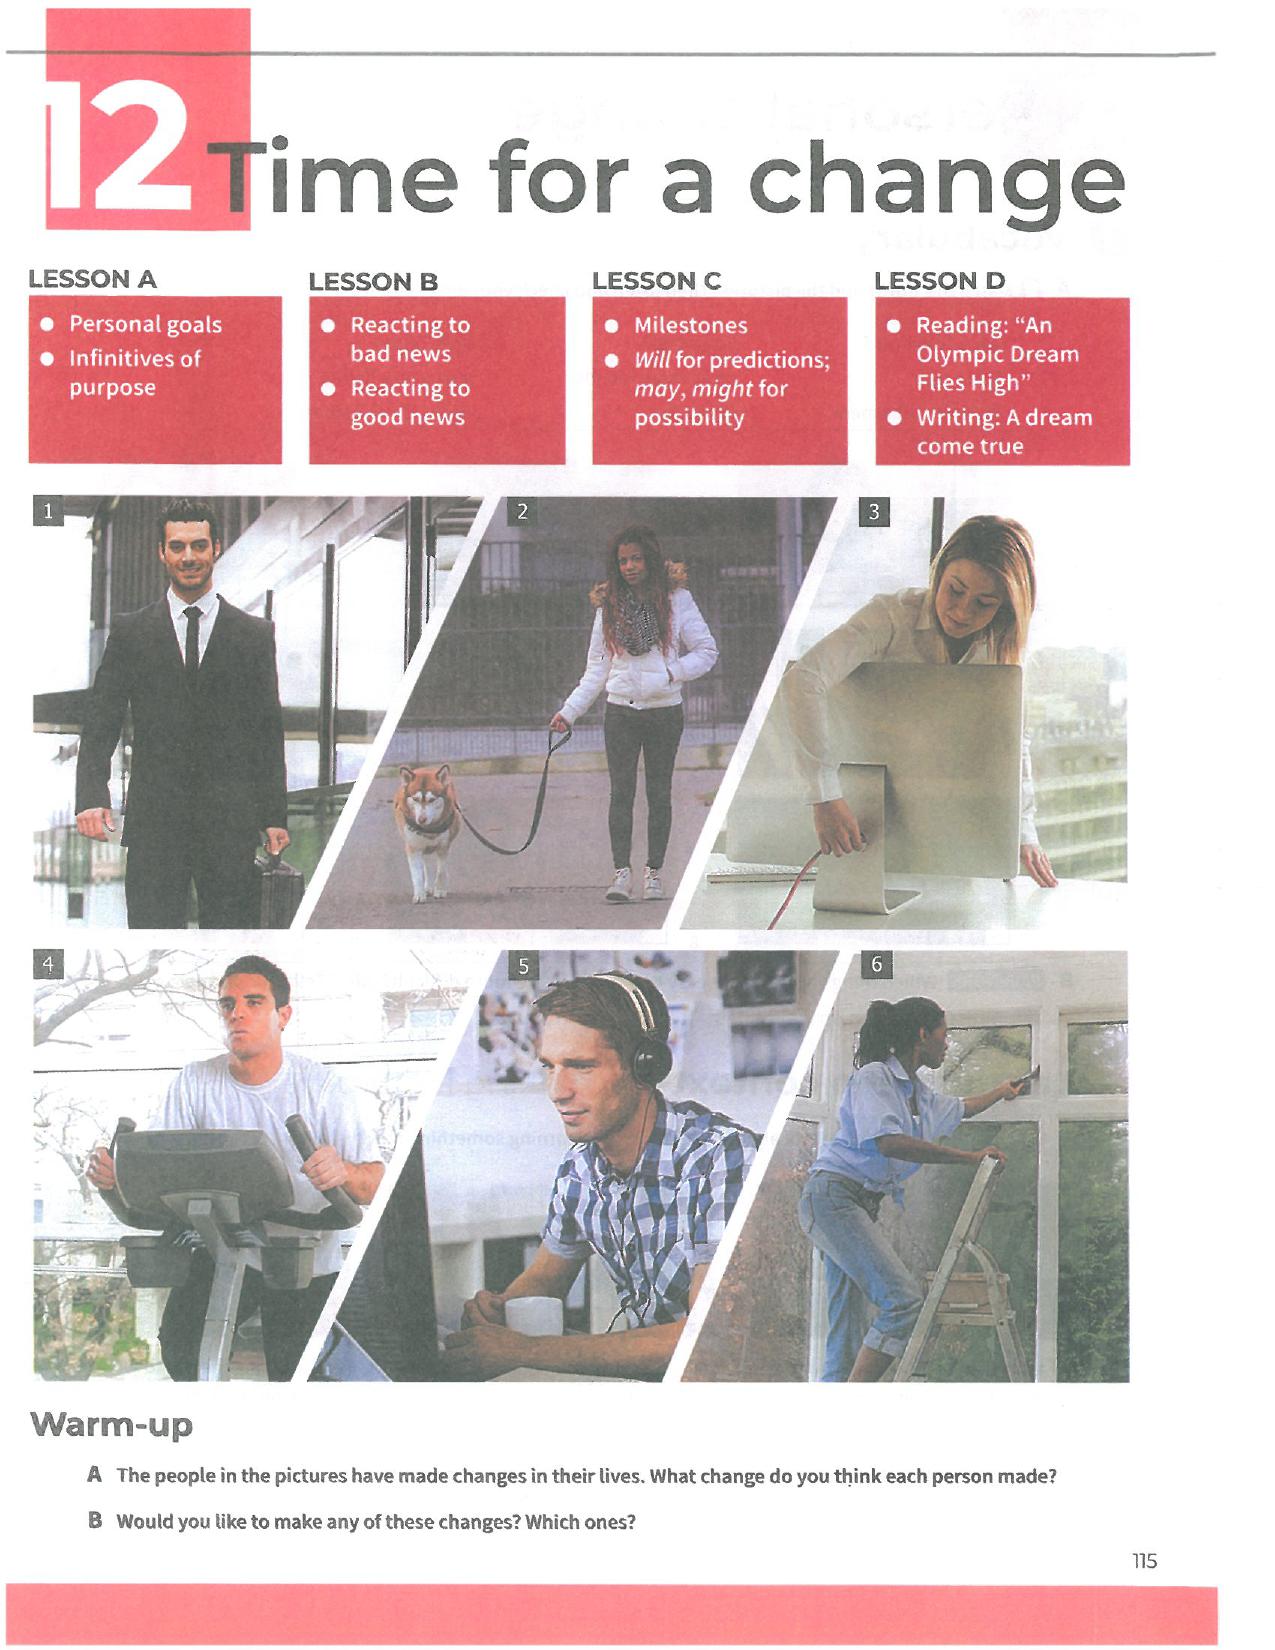 12 Time for a change
LESSON A
● Personal goals
● Infinitives of
purpose
LESSON B
● Reacting to
bad news
● Reacting to
good news
LESSON C
● Milestones
● Will for predictions;
may, might for
possibility
LESSON D
● Reading: “An
Olympic Dream
Flies High”
● Writing: A dream
come true
1
2
3
4
5
6
Warm-up
A The people in the pictures have made changes in their lives. What change do you think each person made?
B Would you like to make any of these changes? Which ones?
115